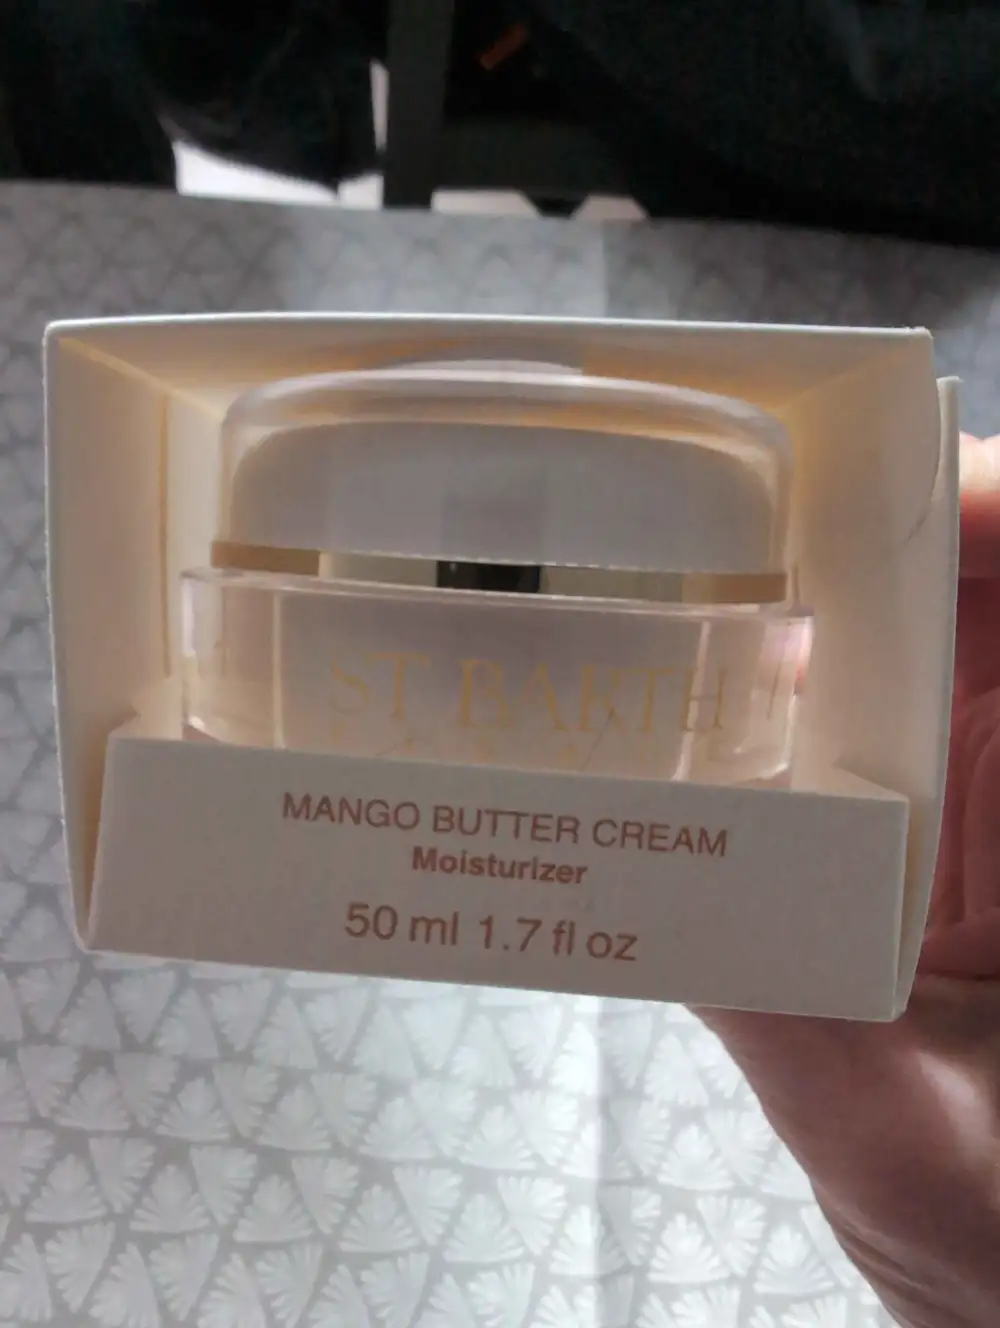 ST BARTH
MANGO BUTTER CREAM
Moisturizer
50 ml 1.7 fl oz